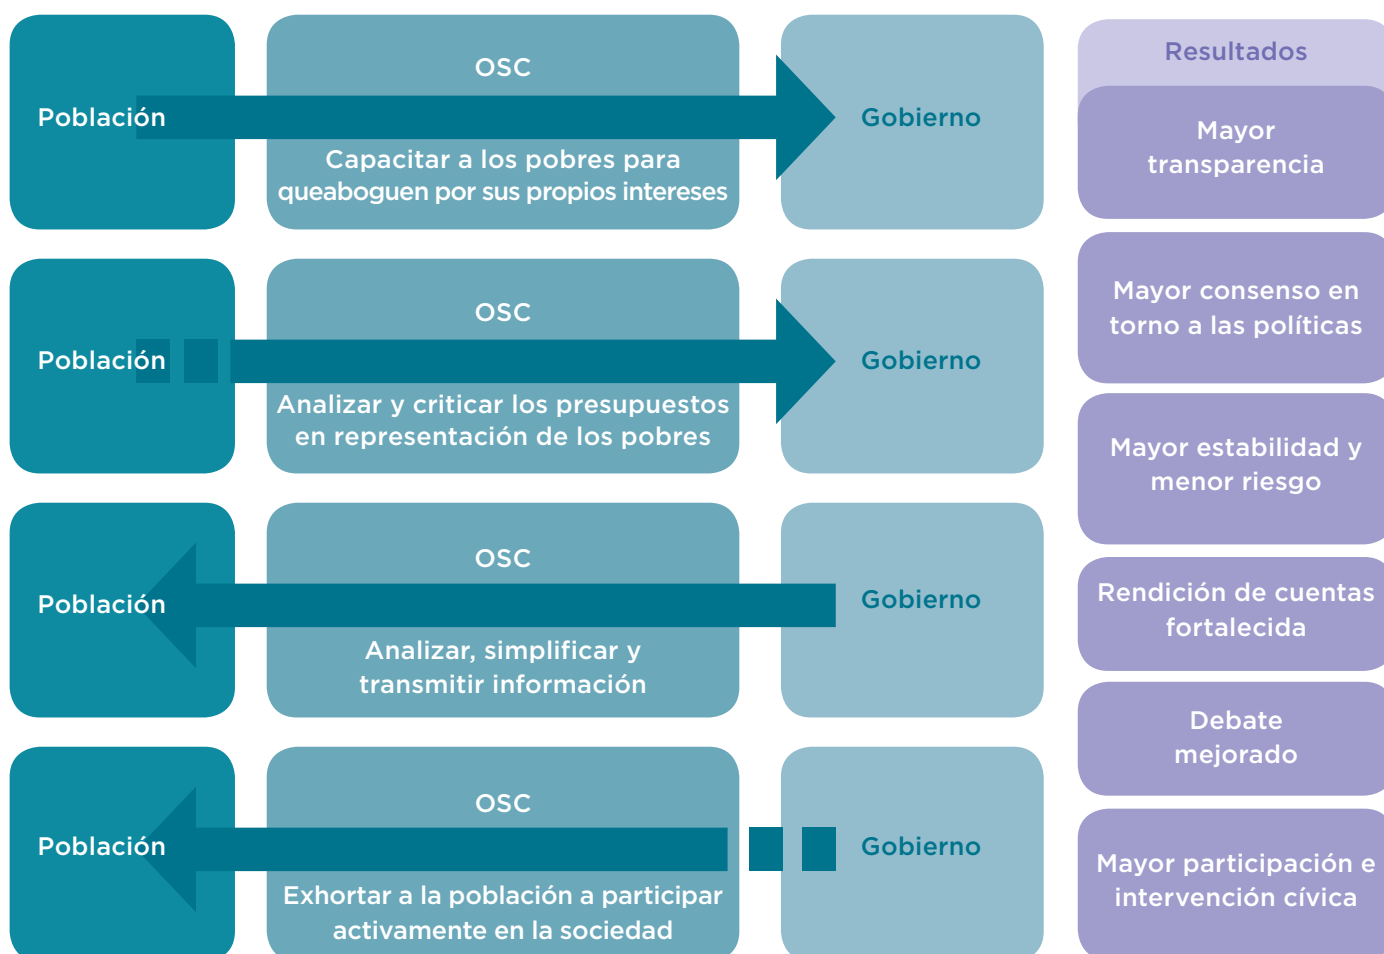 OSC
Población
Gobierno
Capacitar a los pobres para
queaboguen por sus propios intereses
OSC
Población
Gobierno
Analizar y criticar los presupuestos
en representación de los pobres
OSC
Población
Gobierno
Analizar, simplificar y
transmitir información
OSC
Población
Gobierno
Exhortar a la población a participar
activamente en la sociedad
Resultados
Mayor
transparencia
Mayor consenso en
torno a las políticas
Mayor estabilidad y
menor riesgo
Rendición de cuentas
fortalecida
Debate
mejorado
Mayor participación e
intervención cívica